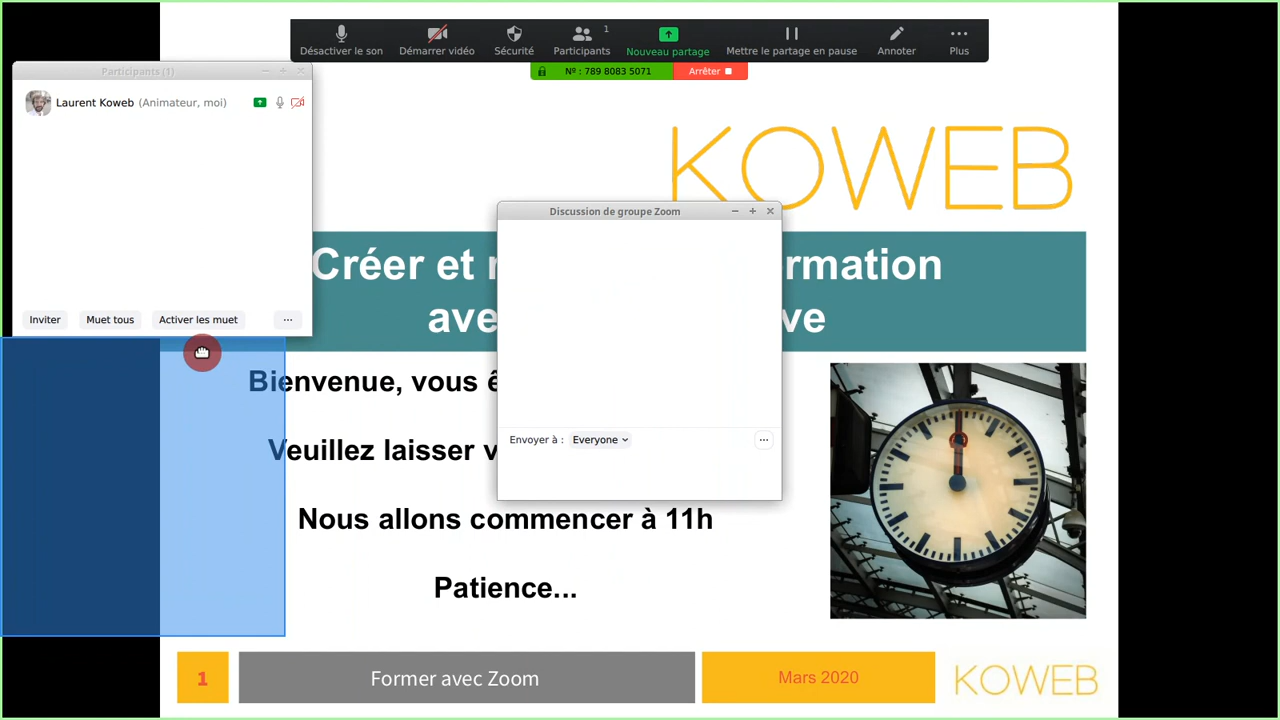 Désactiver le son
Démarrer vidéo
Sécurité
Participants
1
Nouveau partage
Mettre le partage en pause
Annoter
Plus
Nº : 789 8083 5071
Arrêter
Participants (1)
Laurent Koweb (Animateur, moi)
Inviter
Muet tous
Activer les muet
KOWEB
Discussion de groupe Zoom
Envoyer à : Everyone
Créer et
rmation
ave
ve
Bienvenue, vous
Veuillez laisser
Nous allons commencer à 11h
Patience...
1
Former avec Zoom
Mars 2020
KOWEB